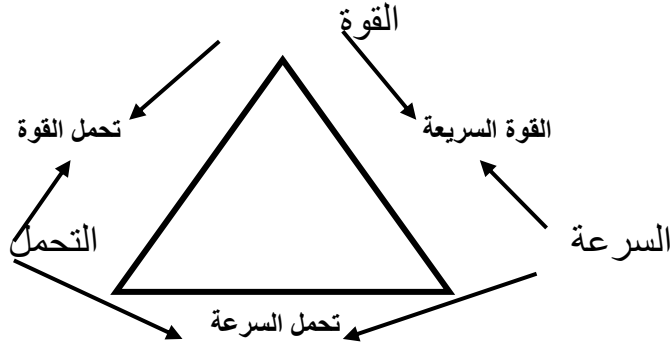 القوة
القوة السريعة
تحمل القوة
السرعة
التحمل
تحمل السرعة